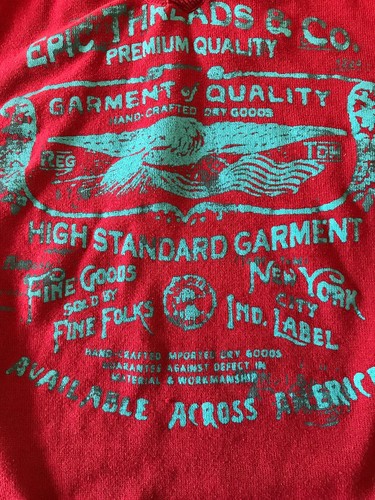 EPIC THREADS & CO.
PREMIUM QUALITY
GARMENT of QUALITY
HAND-CRAFTED DRY GOODS
REG
HIGH STANDARD GARMENT
FINE GOODS
SOLD BY
FINE FOLKS
NEW YORK
CITY
IND. LABEL
HAND-CRAFTED IMPORTED DRY GOODS
GUARANTEE AGAINST DEFECT IN
MATERIAL & WORKMANSHIP
AVAILABLE ACROSS AMERICA